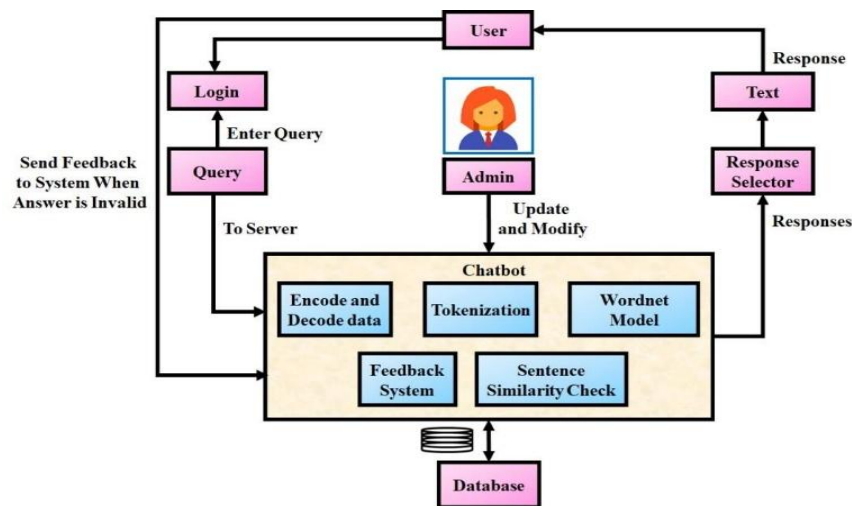 User
Response
Login
Text
Enter Query
Send Feedback
to System When
Answer is Invalid
Query
Admin
Response
Selector
To Server
Update
and Modify
Responses
Chatbot
Encode and
Decode data
Tokenization
Wordnet
Model
Feedback
System
Sentence
Similarity Check
Database